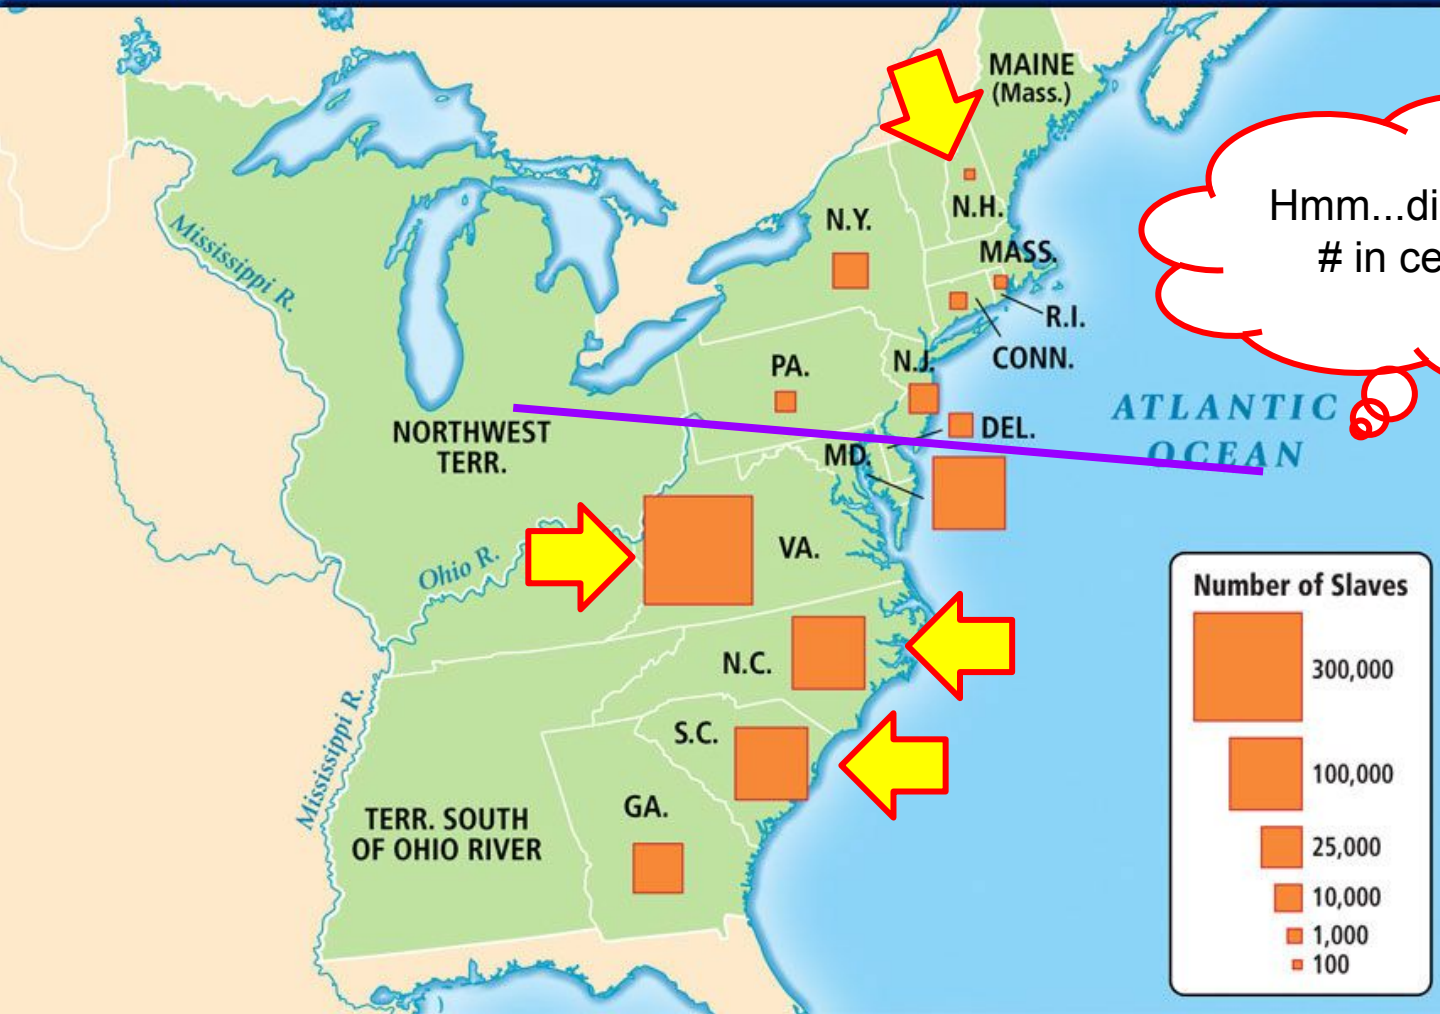 MAINE
(Mass.)
N.H.
N.Y.
MASS.
R.I.
CONN.
PA.
N.J.
DEL.
MD.
Mississippi R.
NORTHWEST
TERR.
ATLANTIC
OCEAN
Hmm...di
# in ce
Ohio R.
VA.
N.C.
S.C.
GA.
Mississippi R.
TERR. SOUTH
OF OHIO RIVER
Number of Slaves
300,000
100,000
25,000
10,000
1,000
100